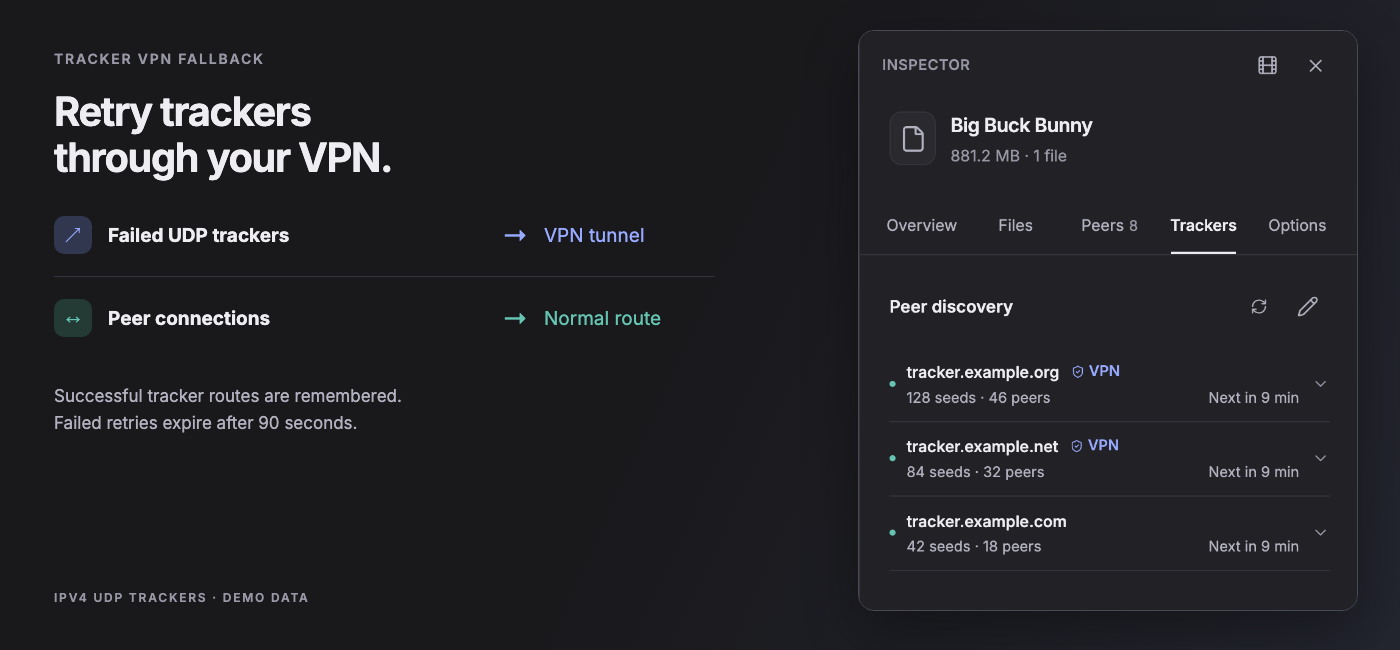 TRACKER VPN FALLBACK
Retry trackers
through your VPN.
↗ Failed UDP trackers → VPN tunnel
↔ Peer connections → Normal route
Successful tracker routes are remembered.
Failed retries expire after 90 seconds.
IPV4 UDP TRACKERS · DEMO DATA
INSPECTOR
Big Buck Bunny
881.2 MB · 1 file
Overview Files Peers 8 Trackers Options
Peer discovery
tracker.example.org VPN
128 seeds · 46 peers Next in 9 min
tracker.example.net VPN
84 seeds · 32 peers Next in 9 min
tracker.example.com
42 seeds · 18 peers Next in 9 min